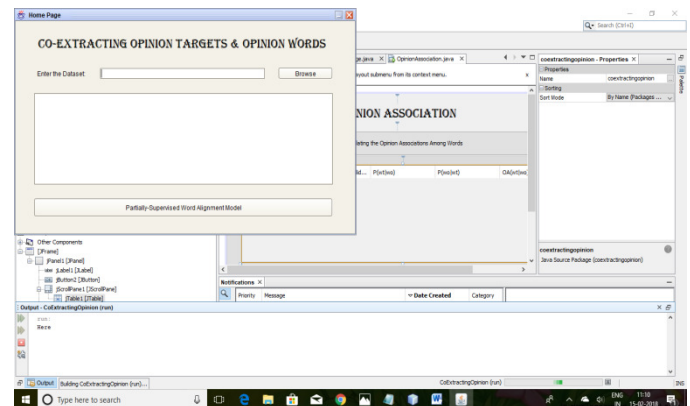 Home Page
CO-EXTRACTING OPINION TARGETS & OPINION WORDS
Enter the Dataset
Browse
Partially-Supervised Word Alignment Model
Search (Ctrl+I)
OpinionAssociation.java
ayout submenu from its context menu.
NION ASSOCIATION
ating the Opinion Associations Among Words
P(wt|wo)
P(wo|wt)
OA(wt|wo
coextractingopinion - Properties
Properties
Name
coextractingopinion
Sorting
Sort Mode
By Name (Packages ...
Palette
Other Components
[JFrame]
jPanel1 [JPanel]
jLabel1 [JLabel]
jButton2 [JButton]
jScrollPane1 [JScrollPane]
jTable1 [JTable]
coextractingopinion
Java Source Package (coextractingopinion)
Notifications
Priority
Message
Date Created
Category
Output - CoExtractingOpinion (run)
run:
Here
Output
Building CoExtractingOpinion (run)...
CoExtractingOpinion (run)
INS
Type here to search
ENG
IN
11:10
15-02-2018